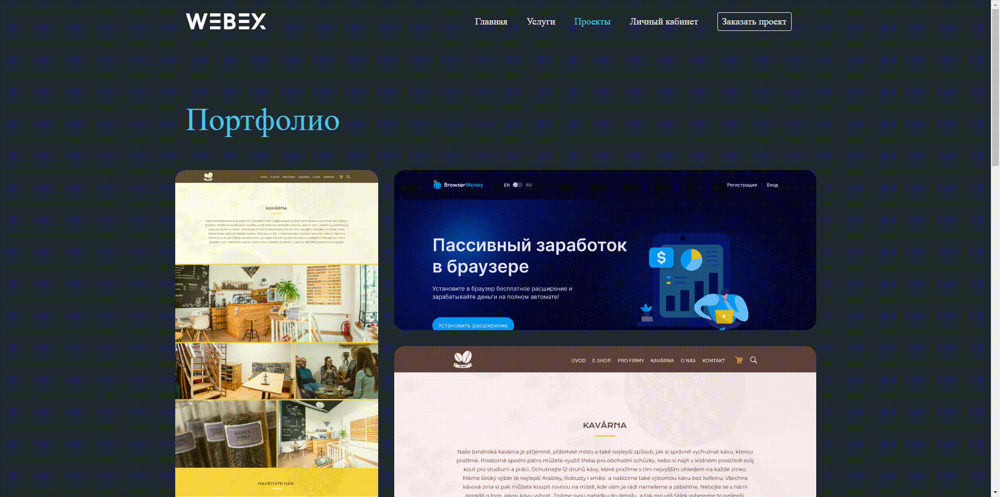 WEBEX
Главная
Услуги
Проекты
Личный кабинет
Заказать проект
Портфолио
ÚVOD
E-SHOP
PRO FIRMY
KAVÁRNA
O NÁS
KONTAKT
KAVÁRNA
NAVŠTIVTE NÁS
BrowserMoney
EN
RU
Регистрация
Вход
Пассивный заработок
в браузере
Установите в браузер бесплатное расширение и
зарабатывайте деньги на полном автомате!
Установить расширение
ÚVOD
E-SHOP
PRO FIRMY
KAVÁRNA
O NÁS
KONTAKT
KAVÁRNA
Naše brněnská kavárna je příjemné, přátelské místo a také nejlepší způsob, jak si správně vychutnat kávu, kterou
pražíme. Prostorné spodní patro můžete využít třeba pro obchodní schůzky, nebo si najít v klidném prostředí svůj
kout pro studium a práci. Ochutnejte 12 druhů kávy, které pražíme s tím nejvyšším ohledem na každé zrnko.
Máme široký výběr té nejlepší Arabiky, Robusty i směsí a nabízíme také výbornou kávu bez kofeinu. Všechna
kávová zrna si pak můžete koupit rovnou na místě, kde vám je rádi nameleme a zabalíme. Nebojte se s námi
poradit o tom, jakou kávu vybrat. Známe svou nabídku do detailu, a tak pro váš šálek vybereme to nejlepší.